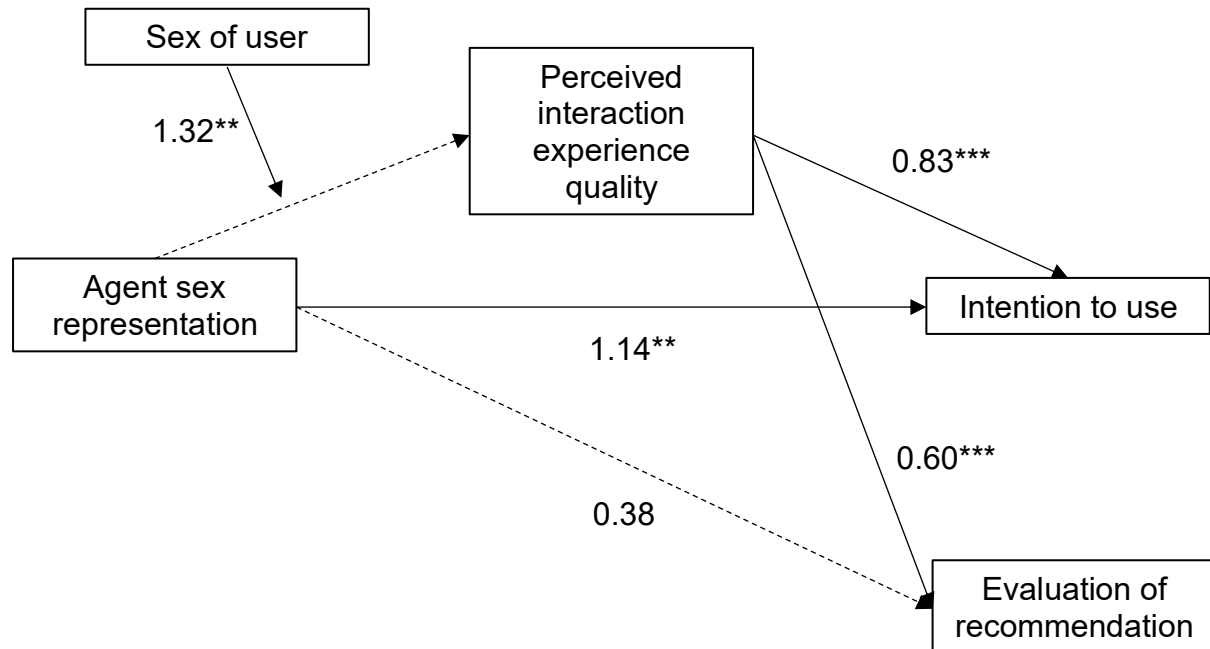 Sex of user
Perceived
interaction
experience
quality
1.32**
0.83***
Agent sex
representation
Intention to use
1.14**
0.60***
0.38
Evaluation of
recommendation